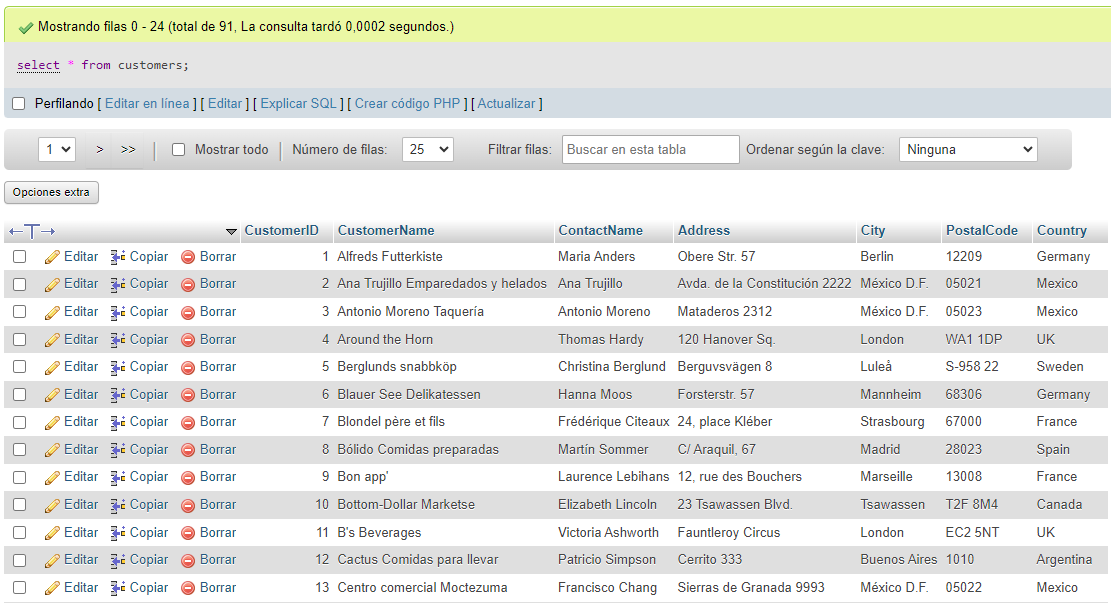 Mostrando filas 0 - 24 (total de 91, La consulta tardó 0,0002 segundos.)
select * from customers;
Perfilando [ Editar en línea ] [ Editar ] [ Explicar SQL ] [ Crear código PHP ] [ Actualizar ]
1 > >> | Mostrar todo | Número de filas: 25 Filtrar filas: Buscar en esta tabla Ordenar según la clave: Ninguna
Opciones extra
←T→ CustomerID CustomerName ContactName Address City PostalCode Country
Editar Copiar Borrar 1 Alfreds Futterkiste Maria Anders Obere Str. 57 Berlin 12209 Germany
Editar Copiar Borrar 2 Ana Trujillo Emparedados y helados Ana Trujillo Avda. de la Constitución 2222 México D.F. 05021 Mexico
Editar Copiar Borrar 3 Antonio Moreno Taquería Antonio Moreno Mataderos 2312 México D.F. 05023 Mexico
Editar Copiar Borrar 4 Around the Horn Thomas Hardy 120 Hanover Sq. London WA1 1DP UK
Editar Copiar Borrar 5 Berglunds snabbköp Christina Berglund Berguvsvägen 8 Luleå S-958 22 Sweden
Editar Copiar Borrar 6 Blauer See Delikatessen Hanna Moos Forsterstr. 57 Mannheim 68306 Germany
Editar Copiar Borrar 7 Blondel père et fils Frédérique Citeaux 24, place Kléber Strasbourg 67000 France
Editar Copiar Borrar 8 Bólido Comidas preparadas Martín Sommer C/ Araquil, 67 Madrid 28023 Spain
Editar Copiar Borrar 9 Bon app' Laurence Lebihans 12, rue des Bouchers Marseille 13008 France
Editar Copiar Borrar 10 Bottom-Dollar Marketse Elizabeth Lincoln 23 Tsawassen Blvd. Tsawassen T2F 8M4 Canada
Editar Copiar Borrar 11 B's Beverages Victoria Ashworth Fauntleroy Circus London EC2 5NT UK
Editar Copiar Borrar 12 Cactus Comidas para llevar Patricio Simpson Cerrito 333 Buenos Aires 1010 Argentina
Editar Copiar Borrar 13 Centro comercial Moctezuma Francisco Chang Sierras de Granada 9993 México D.F. 05022 Mexico